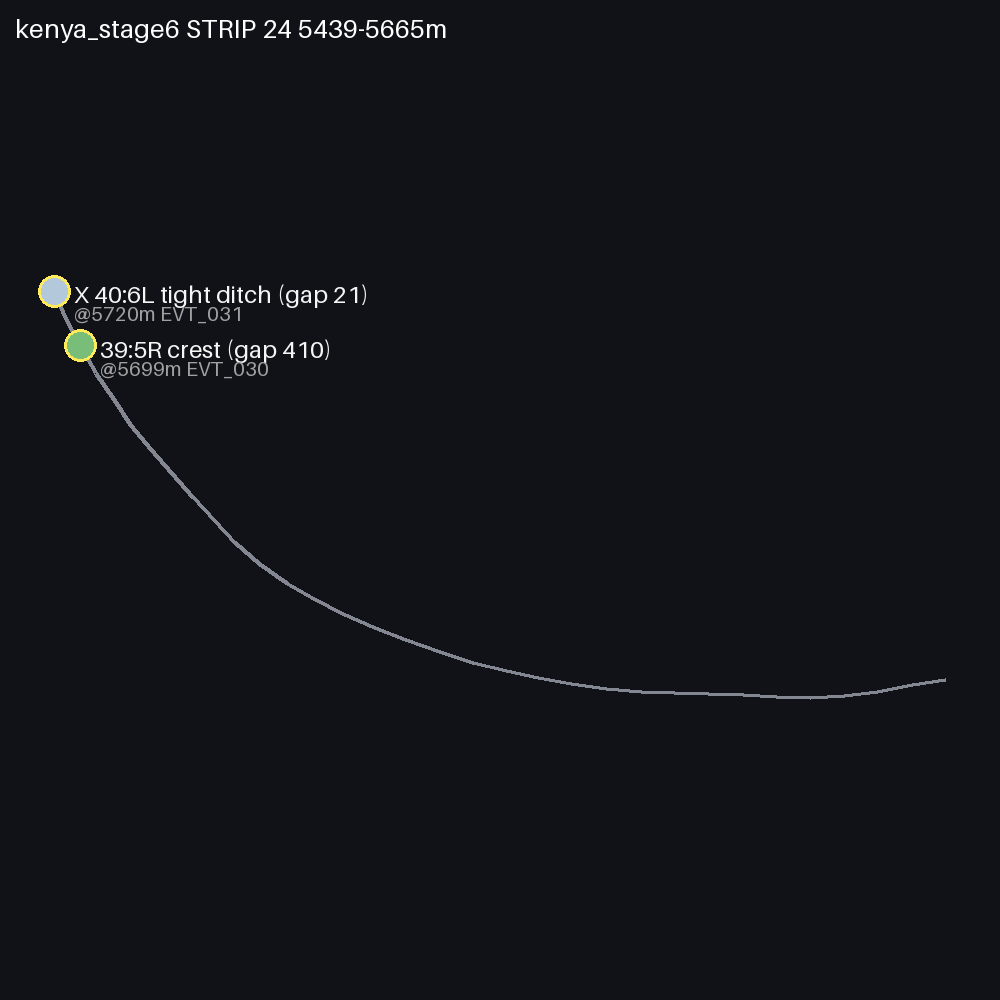 kenya_stage6 STRIP 24 5439-5665m
X 40:6L tight ditch (gap 21)
@5720m EVT_031
39:5R crest (gap 410)
@5699m EVT_030